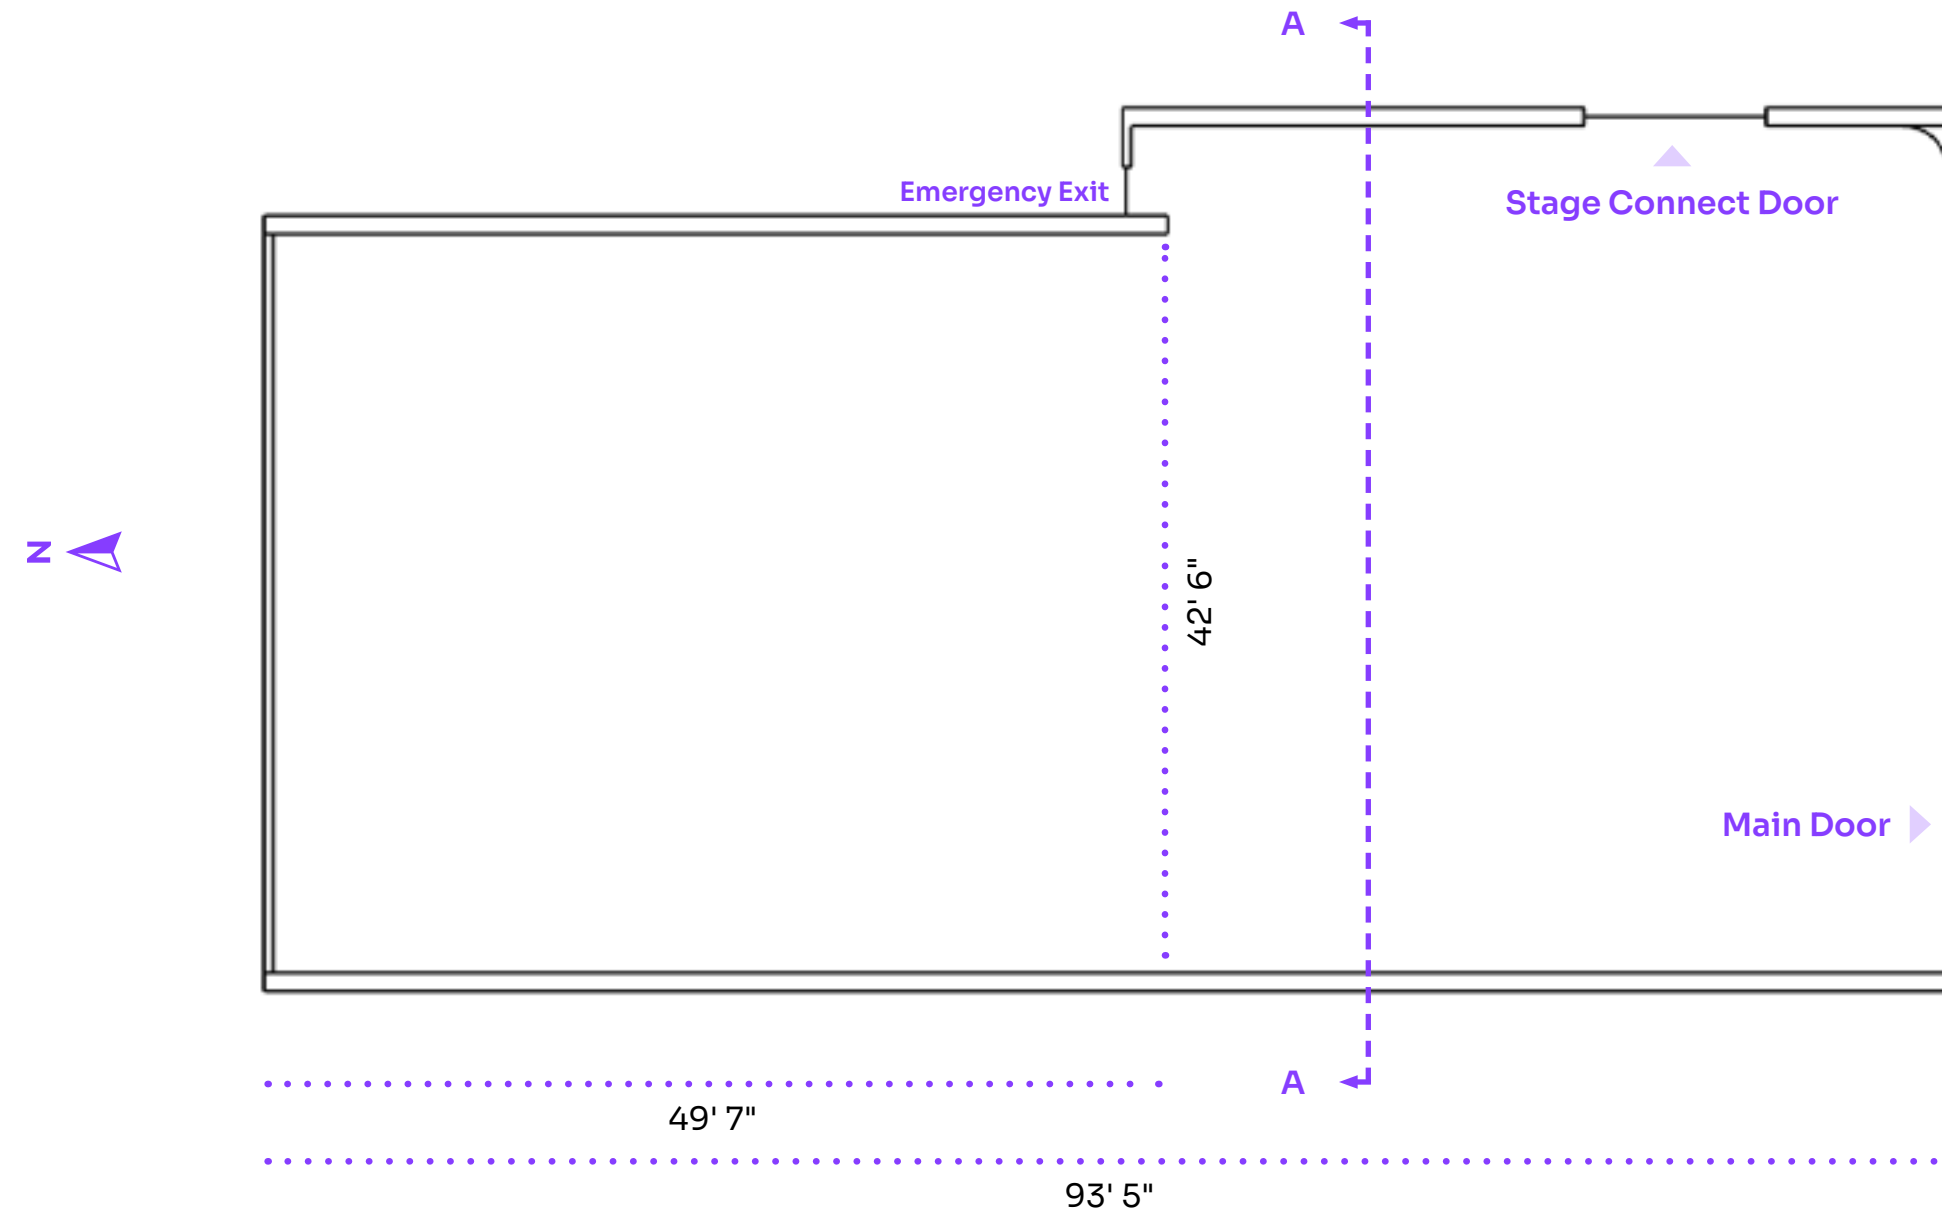 A
Emergency Exit
Stage Connect Door
N
42' 6"
Main Door
A
49' 7"
93' 5"